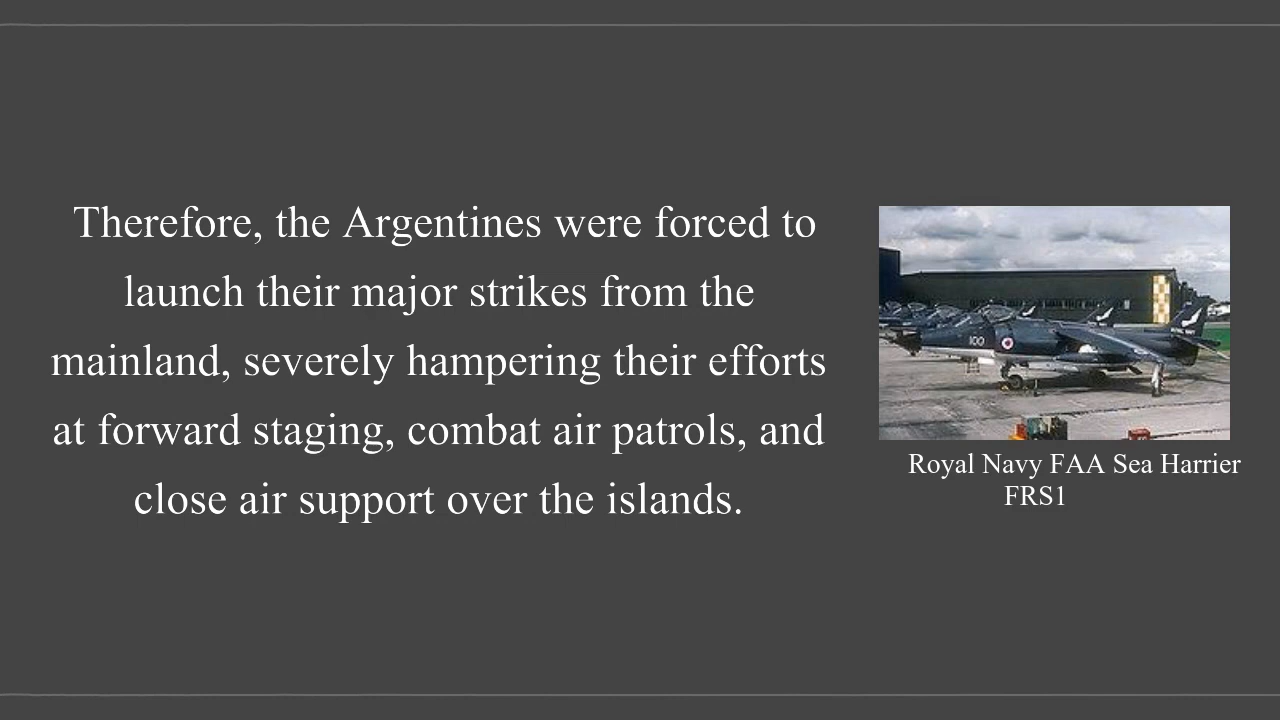 Therefore, the Argentines were forced to
launch their major strikes from the
mainland, severely hampering their efforts
at forward staging, combat air patrols, and
close air support over the islands.
100
Royal Navy FAA Sea Harrier
FRS1